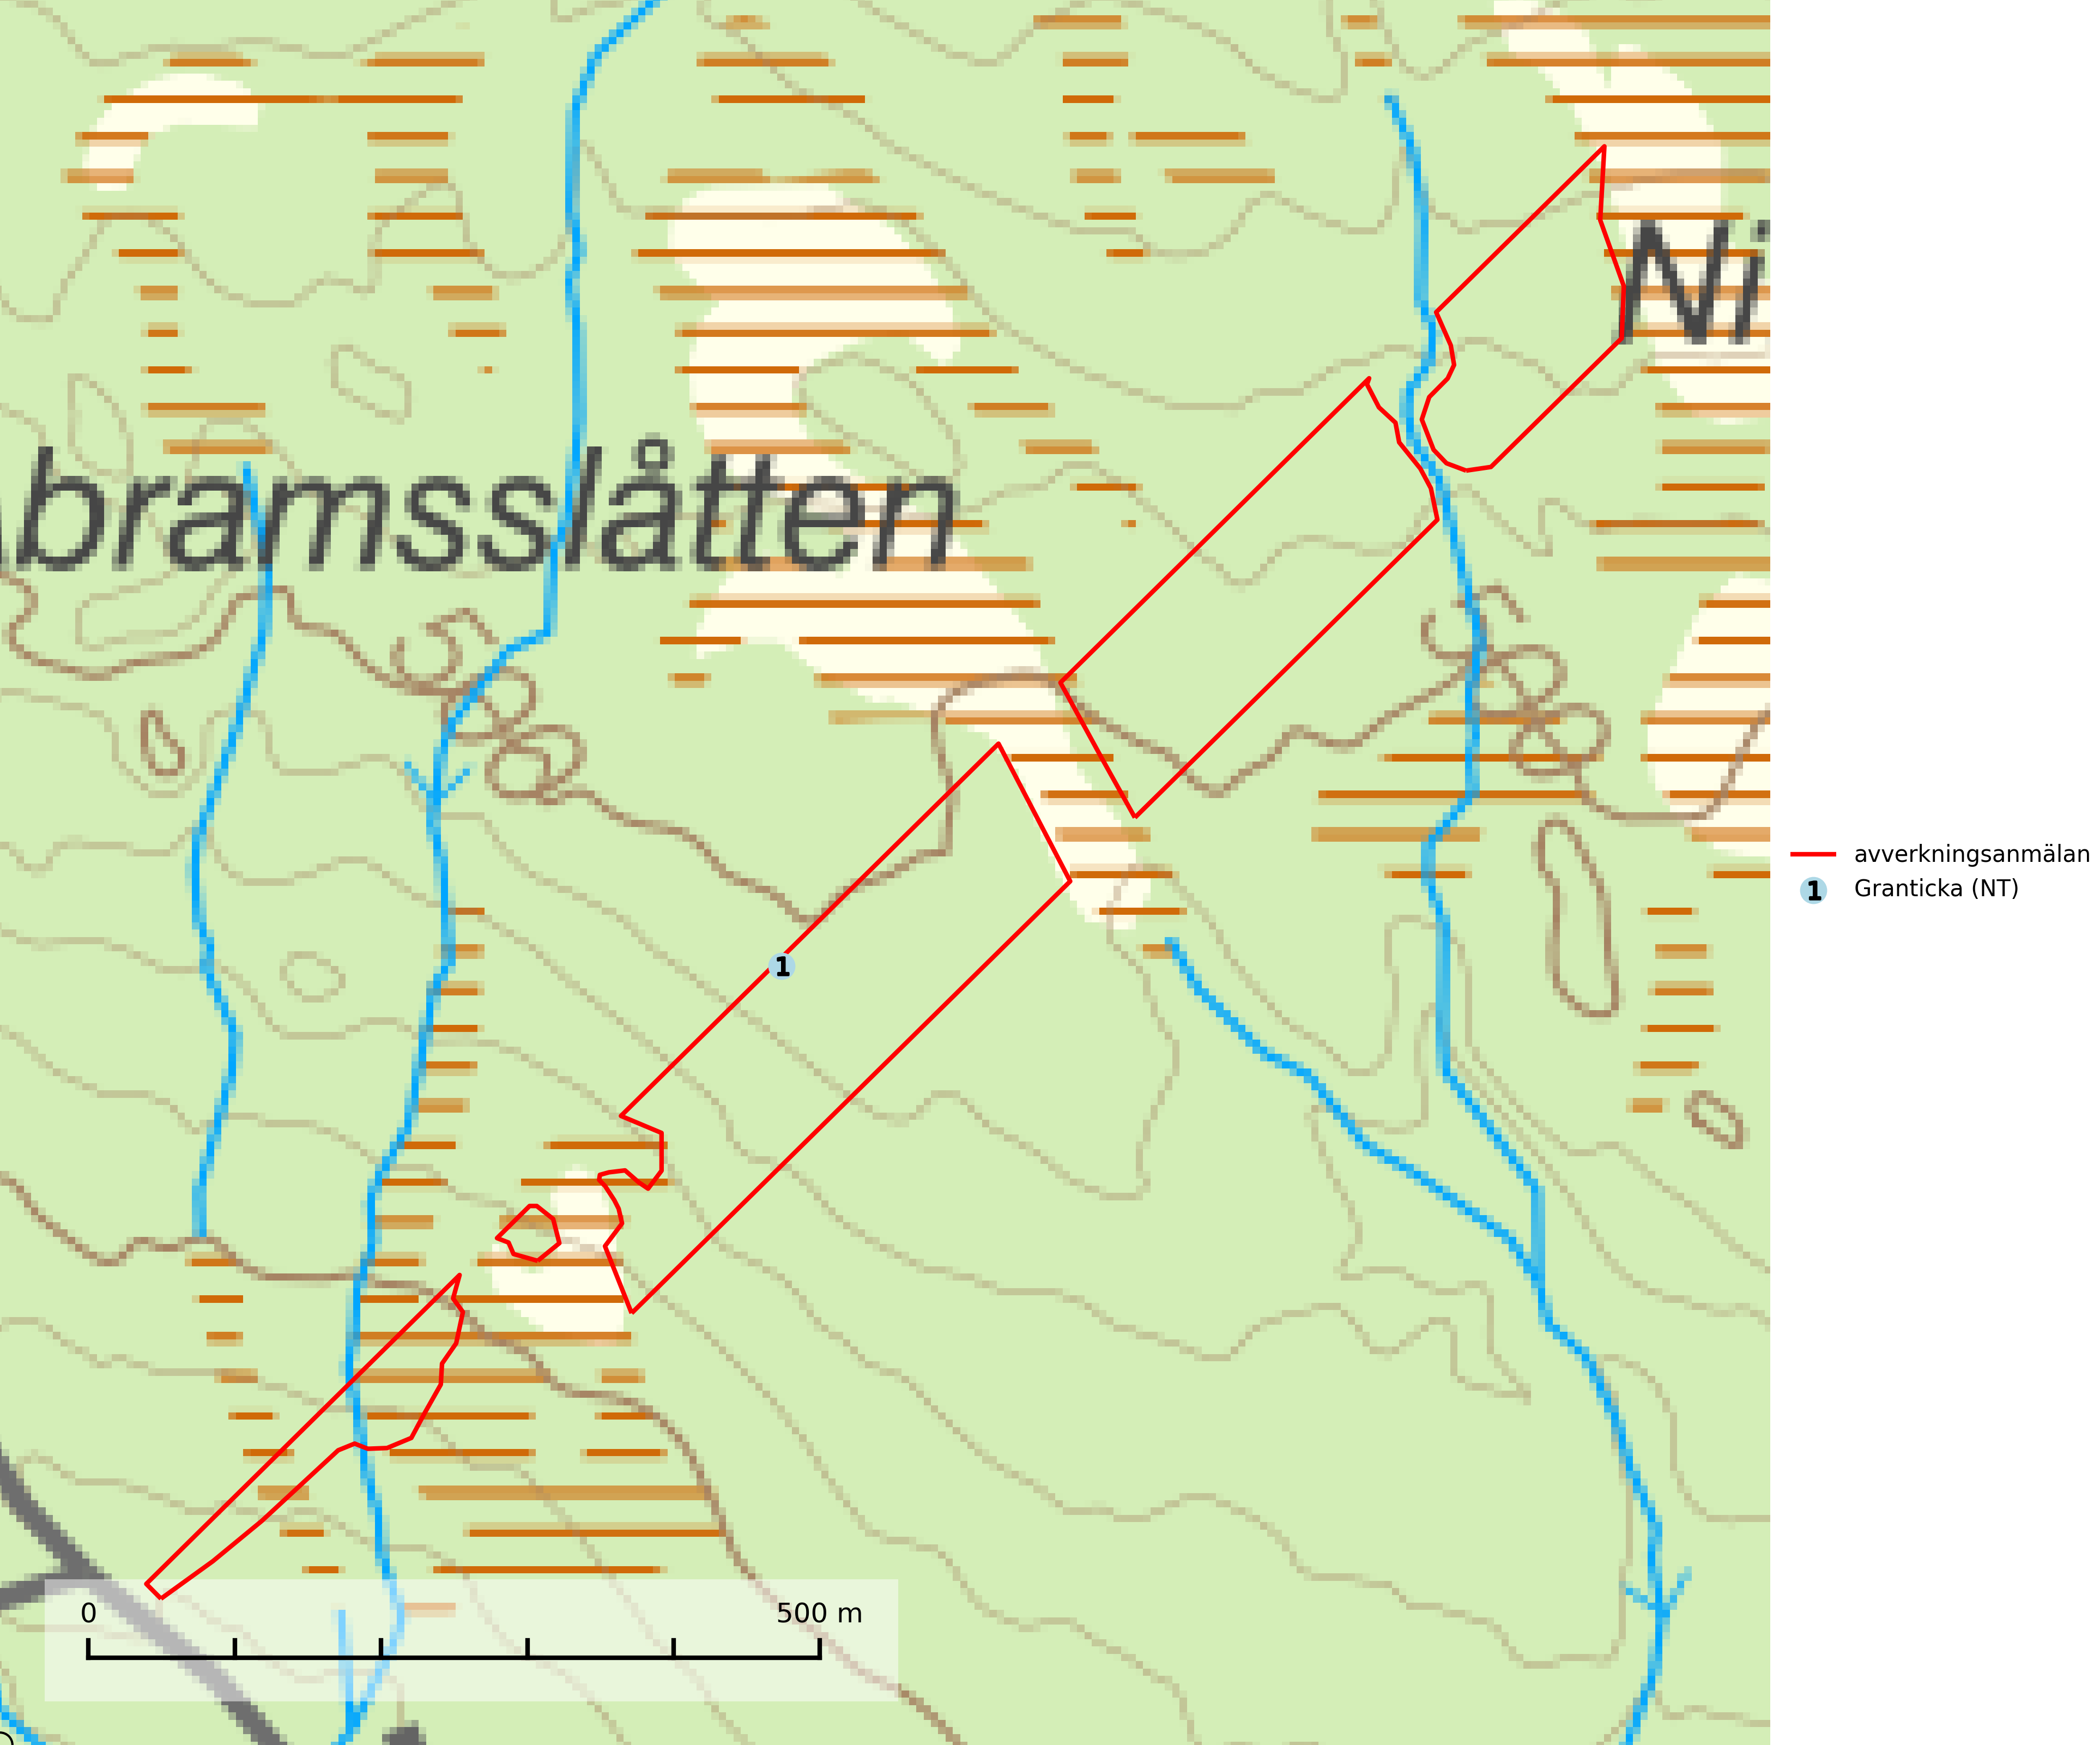 Ni
bramsslåtten
avverkningsanmälan
1 Granticka (NT)
1
0 500 m